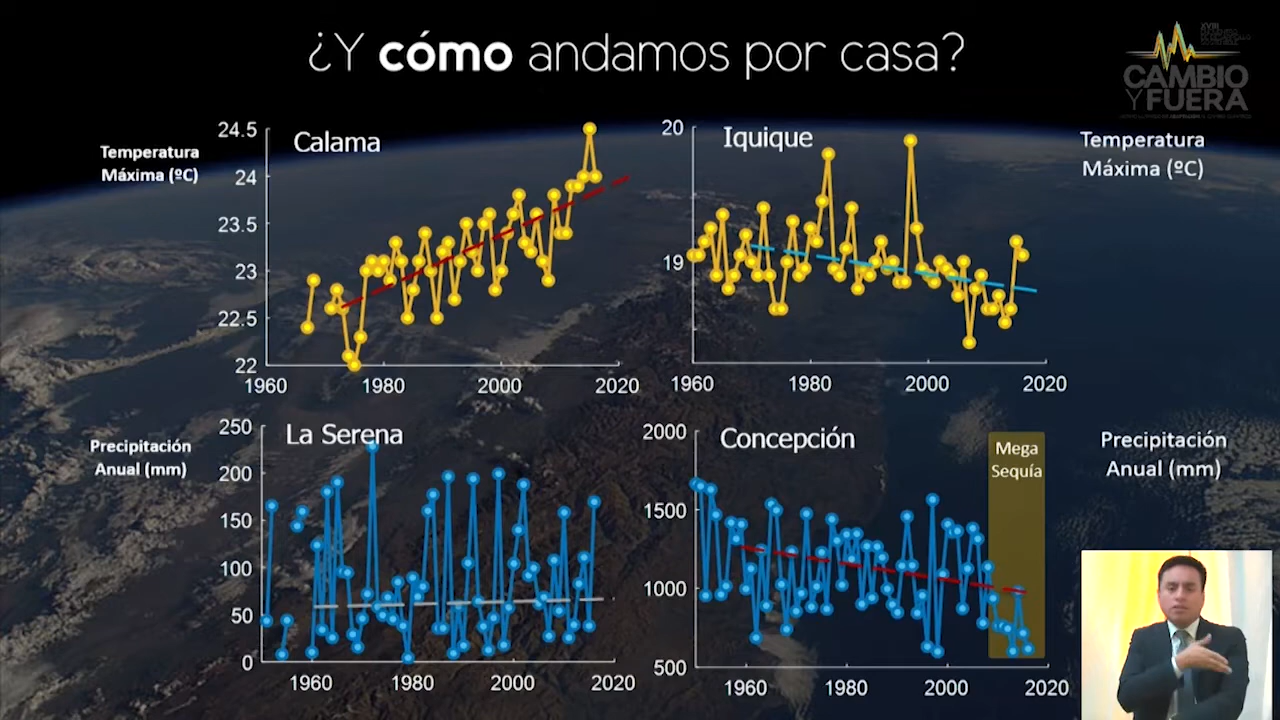 ¿Y cómo andamos por casa?
XVIII
CAMBIO
Y FUERA
Temperatura
Máxima (ºC)
Calama
24.5
24
23.5
23
22.5
22
1960 1980 2000 2020
Iquique
20
19
1960 1980 2000 2020
Temperatura
Máxima (ºC)
Precipitación
Anual (mm)
La Serena
250
200
150
100
50
0
1960 1980 2000 2020
Concepción
2000
1500
1000
500
1960 1980 2000 2020
Mega
Sequía
Precipitación
Anual (mm)